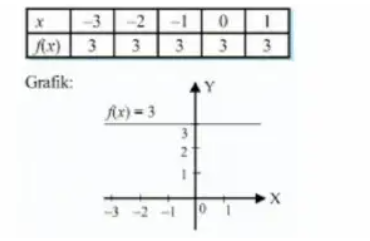 x –3 –2 –1 0 1
f(x) 3 3 3 3 3
Grafik:
Y
f(x) = 3
3
2
1
X
–3 –2 –1 0 1